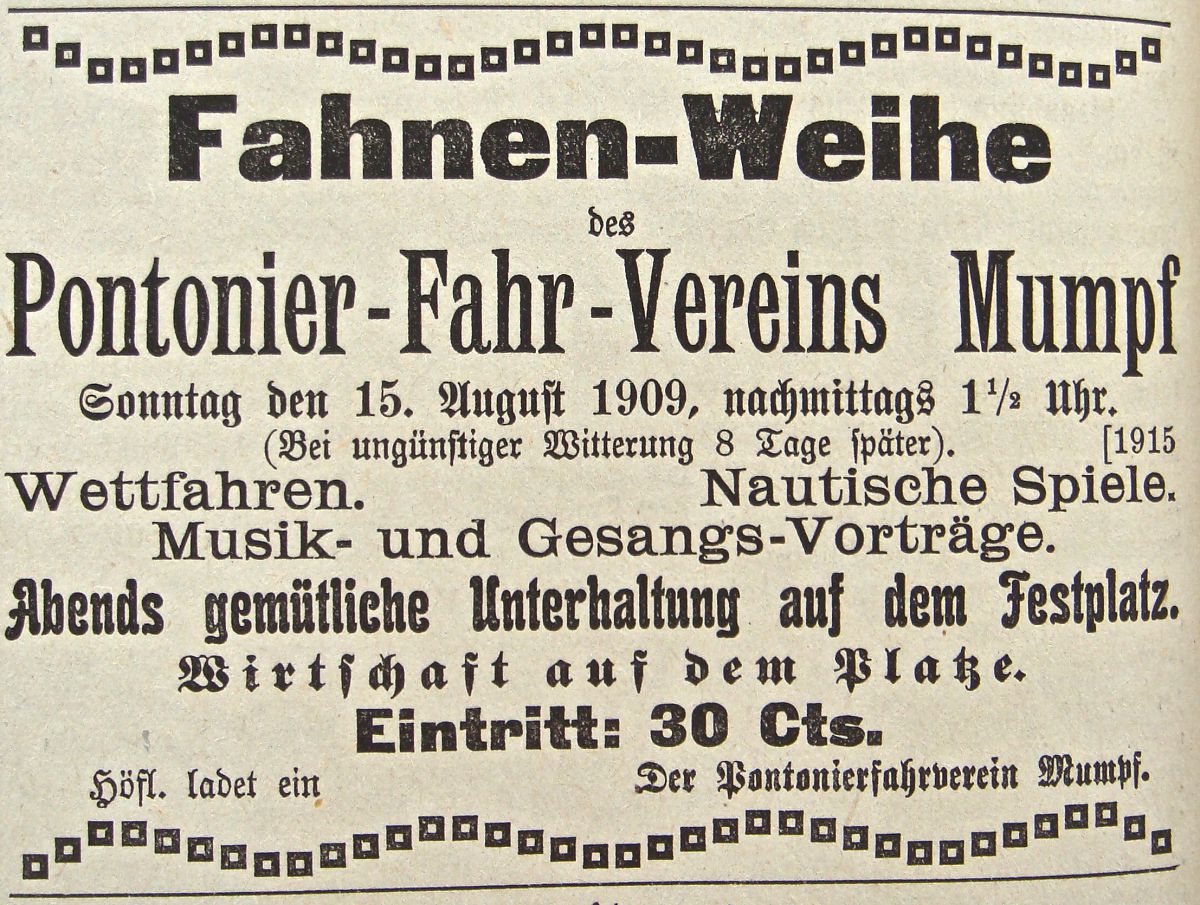 Fahnen-Weihe
des
Pontonier-Fahr-Vereins Mumpf
Sonntag den 15. August 1909, nachmittags 1½ Uhr.
(Bei ungünstiger Witterung 8 Tage später). [1915
Wettfahren. Nautische Spiele.
Musik- und Gesangs-Vorträge.
Abends gemütliche Unterhaltung auf dem Festplatz.
Wirtschaft auf dem Platze.
Eintritt: 30 Cts.
Höfl. ladet ein Der Pontonierfahrverein Mumpf.